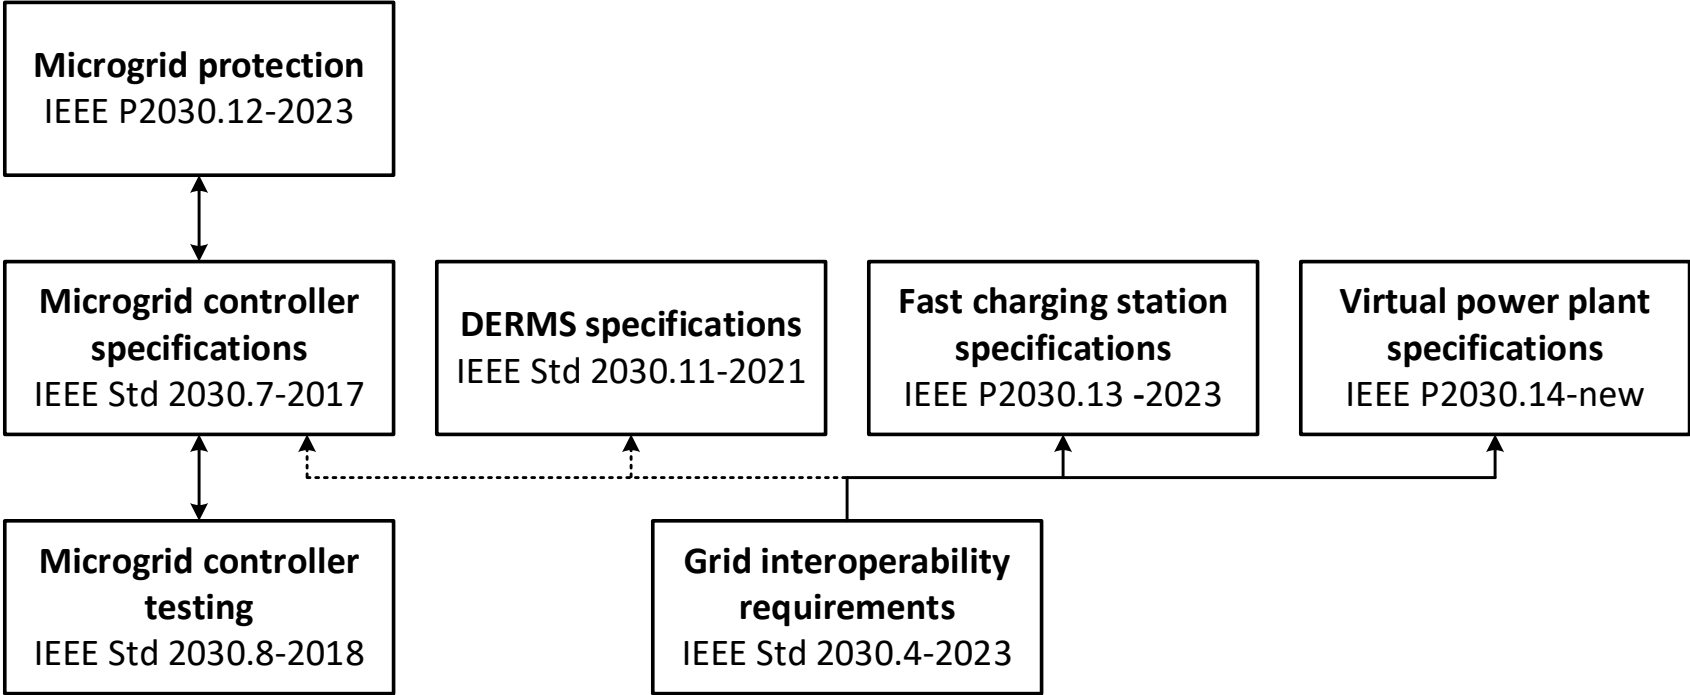 Microgrid protection
IEEE P2030.12-2023
Microgrid controller
specifications
IEEE Std 2030.7-2017
DERMS specifications
IEEE Std 2030.11-2021
Fast charging station
specifications
IEEE P2030.13 -2023
Virtual power plant
specifications
IEEE P2030.14-new
Microgrid controller
testing
IEEE Std 2030.8-2018
Grid interoperability
requirements
IEEE Std 2030.4-2023